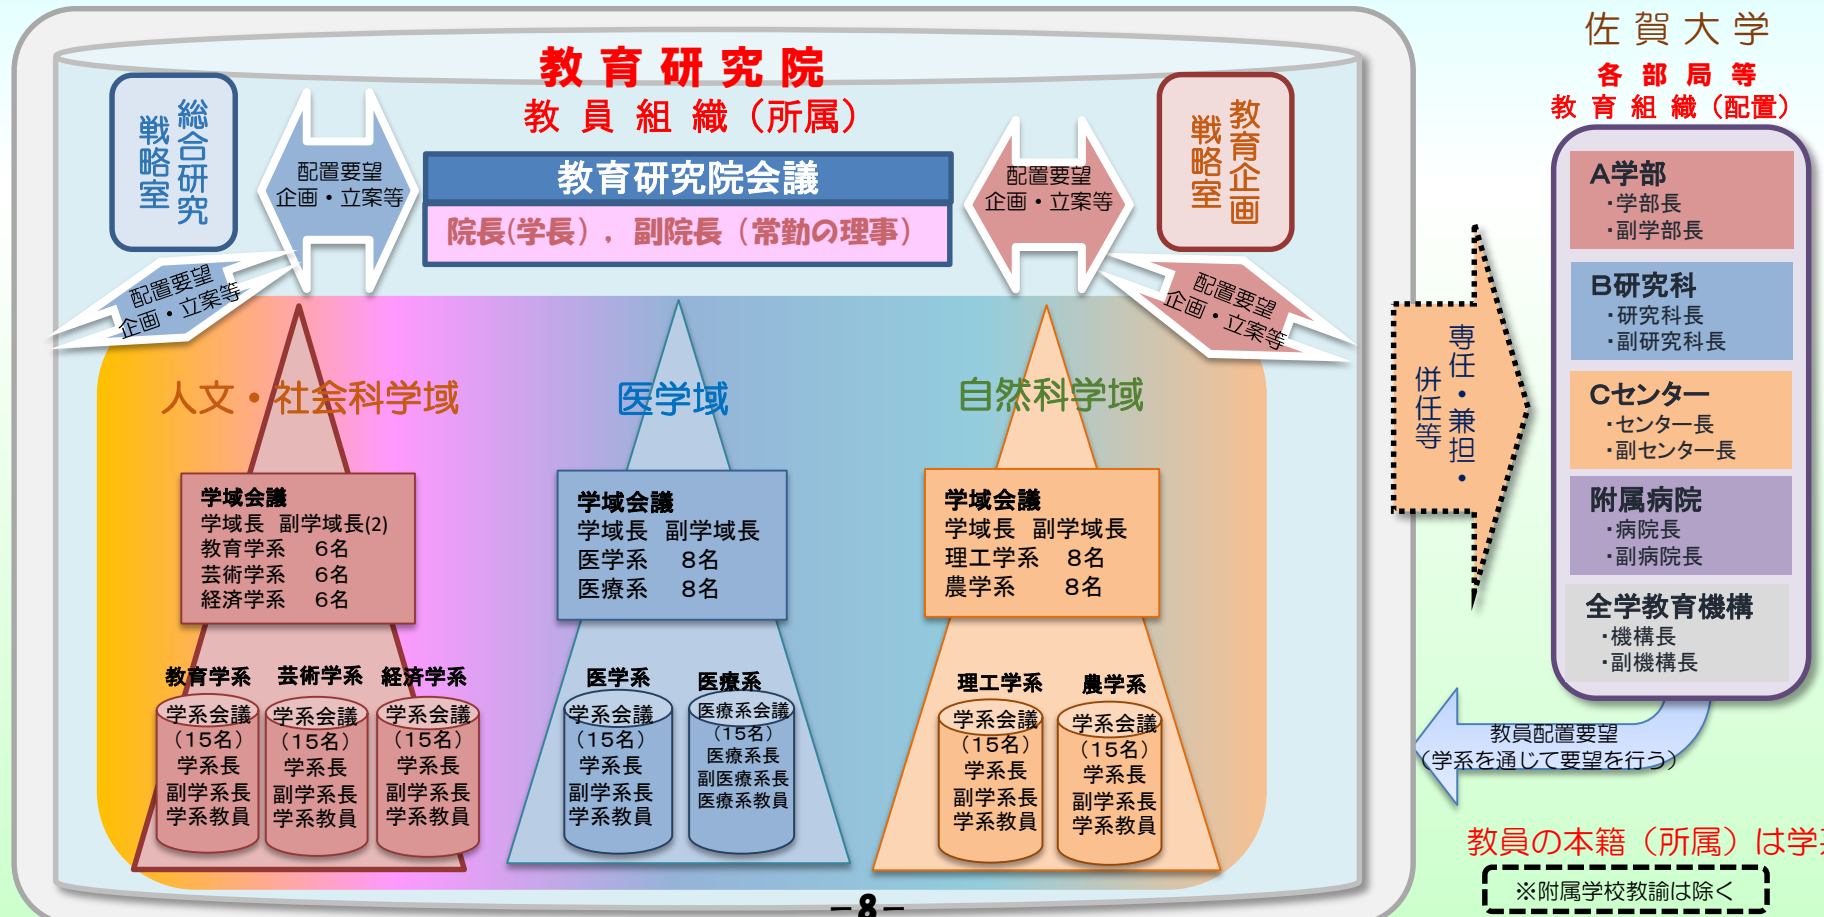 教育研究院
教員組織（所属）
総合研究
戦略室
配置要望
企画・立案等
配置要望
企画・立案等
教育研究院会議
院長(学長），副院長（常勤の理事）
配置要望
企画・立案等
配置要望
企画・立案等
教育企画
戦略室
人文・社会科学域
学域会議
学域長 副学域長(2)
教育学系 6名
芸術学系 6名
経済学系 6名
教育学系
学系会議
（15名）
学系長
副学系長
学系教員
芸術学系
学系会議
（15名）
学系長
副学系長
学系教員
経済学系
学系会議
（15名）
学系長
副学系長
学系教員
医学域
学域会議
学域長 副学域長
医学系 8名
医療系 8名
医学系
学系会議
（15名）
学系長
副学系長
学系教員
医療系
医療系会議
（15名）
医療系長
副医療系長
医療系教員
自然科学域
学域会議
学域長 副学域長
理工学系 8名
農学系 8名
理工学系
学系会議
（15名）
学系長
副学系長
学系教員
農学系
学系会議
（15名）
学系長
副学系長
学系教員
専任・兼担・
併任等
佐賀大学
各部局等
教育組織（配置）
A学部
・学部長
・副学部長
B研究科
・研究科長
・副研究科長
Cセンター
・センター長
・副センター長
附属病院
・病院長
・副病院長
全学教育機構
・機構長
・副機構長
教員配置要望
（学系を通じて要望を行う）
教員の本籍（所属）は学
※附属学校教諭は除く
－8－